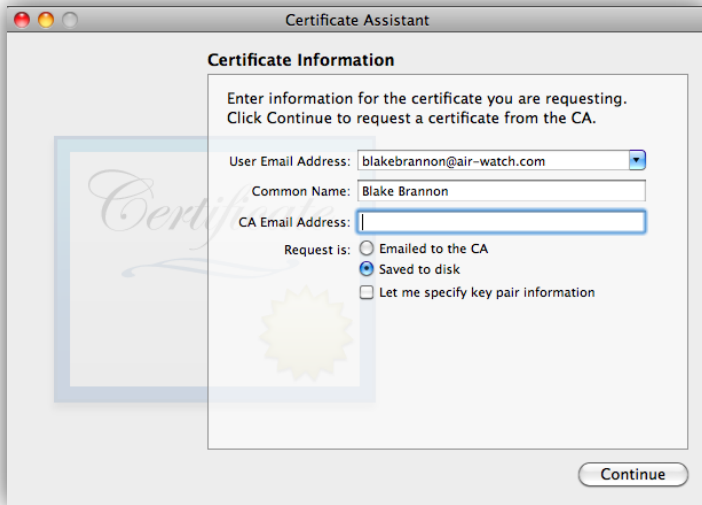 Certificate Assistant
Certificate Information
Enter information for the certificate you are requesting.
Click Continue to request a certificate from the CA.
Certificate
User Email Address: blakebrannon@air-watch.com
Common Name: Blake Brannon
CA Email Address:
Request is: Emailed to the CA
Saved to disk
Let me specify key pair information
Continue